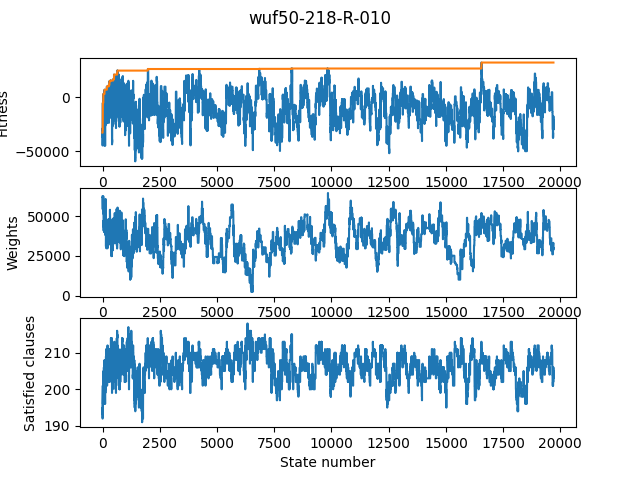 wuf50-218-R-010
Fitness
0
−50000
0 2500 5000 7500 10000 12500 15000 17500 20000
Weights
50000
25000
0
0 2500 5000 7500 10000 12500 15000 17500 20000
Satisfied clauses
210
200
190
0 2500 5000 7500 10000 12500 15000 17500 20000
State number